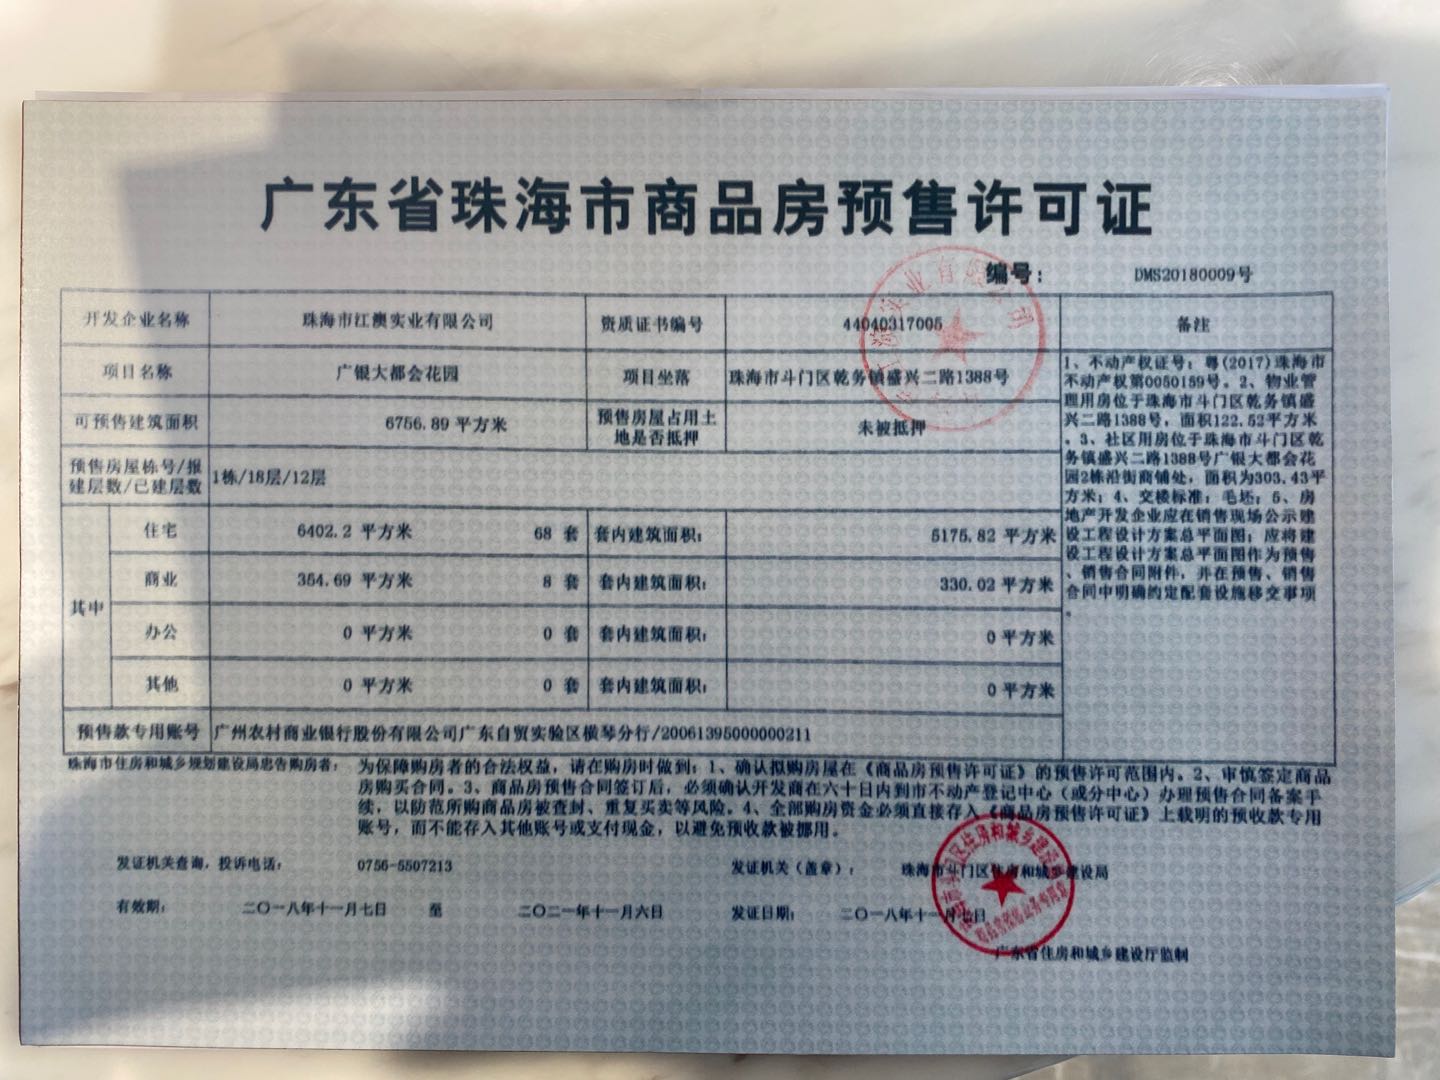 广东省珠海市商品房预售许可证
编号： DMS20180009号
开发企业名称 珠海市江澳实业有限公司 资质证书编号 44040317005 备注
项目名称 广银大都会花园 项目坐落 珠海市斗门区乾务镇盛兴二路1388号
可预售建筑面积 6756.89 平方米 预售房屋占用土
地是否抵押 未被抵押
预售房屋栋号/报
建层数/已建层数 1栋/18层/12层
其中 住宅 6402.2 平方米 68 套 套内建筑面积： 5175.82 平方米
商业 354.69 平方米 8 套 套内建筑面积： 330.02 平方米
办公 0 平方米 0 套 套内建筑面积： 0 平方米
其他 0 平方米 0 套 套内建筑面积： 0 平方米
预售款专用账号 广州农村商业银行股份有限公司广东自贸实验区横琴分行/20061395000000211
1、不动产权证号：粤(2017)珠海市
不动产权第0050159号。2、物业管
理用房位于珠海市斗门区乾务镇盛
兴二路1388号，面积122.52平方米
。3、社区用房位于珠海市斗门区乾
务镇盛兴二路1388号广银大都会花
园2栋沿街商铺处，面积为303.43平
方米；4、交楼标准：毛坯；5、房
地产开发企业应在销售现场公示建
设工程设计方案总平面图；应将建
设工程设计方案总平面图作为预售
、销售合同附件，并在预售、销售
合同中明确约定配套设施移交事项
。
珠海市住房和城乡规划建设局忠告购房者： 为保障购房者的合法权益，请在购房时做到：1、确认拟购房屋在《商品房预售许可证》的预售许可范围内。2、审慎签定商品
房购买合同。3、商品房预售合同签订后，必须确认开发商在六十日内到市不动产登记中心（或分中心）办理预售合同备案手
续，以防范所购商品房被查封、重复买卖等风险。4、全部购房资金必须直接存入《商品房预售许可证》上载明的预收款专用
账号，而不能存入其他账号或支付现金，以避免预收款被挪用。
发证机关查询，投诉电话： 0756-5507213 发证机关（盖章）： 珠海市斗门区住房和城乡建设局
有效期： 二〇一八年十一月七日 至 二〇二一年十一月六日 发证日期： 二〇一八年十一月七日
广东省住房和城乡建设厅监制